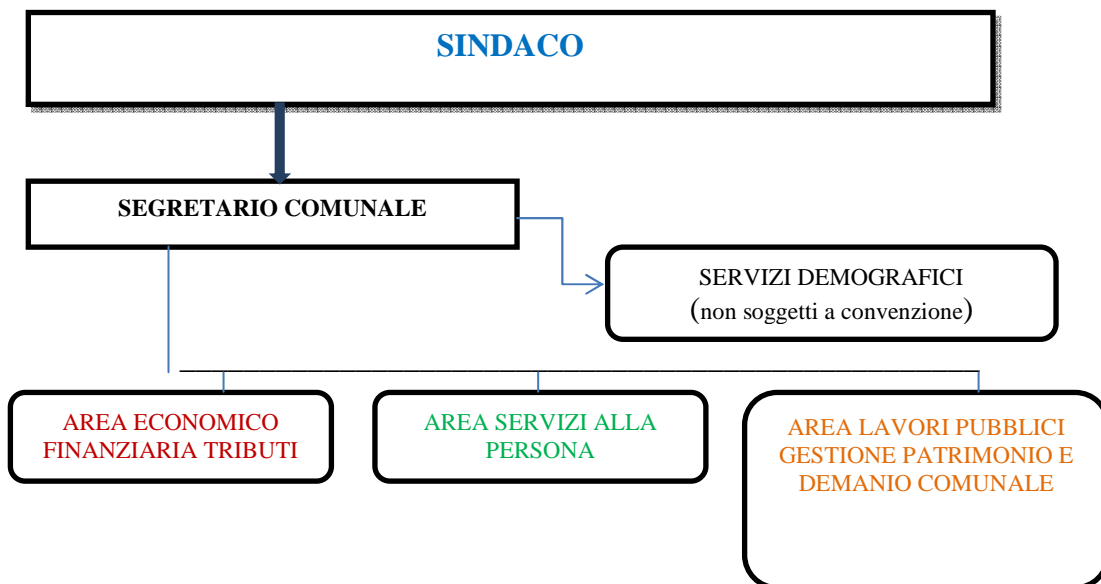 SINDACO
SEGRETARIO COMUNALE
SERVIZI DEMOGRAFICI
(non soggetti a convenzione)
AREA ECONOMICO
FINANZIARIA TRIBUTI
AREA SERVIZI ALLA
PERSONA
AREA LAVORI PUBBLICI
GESTIONE PATRIMONIO E
DEMANIO COMUNALE